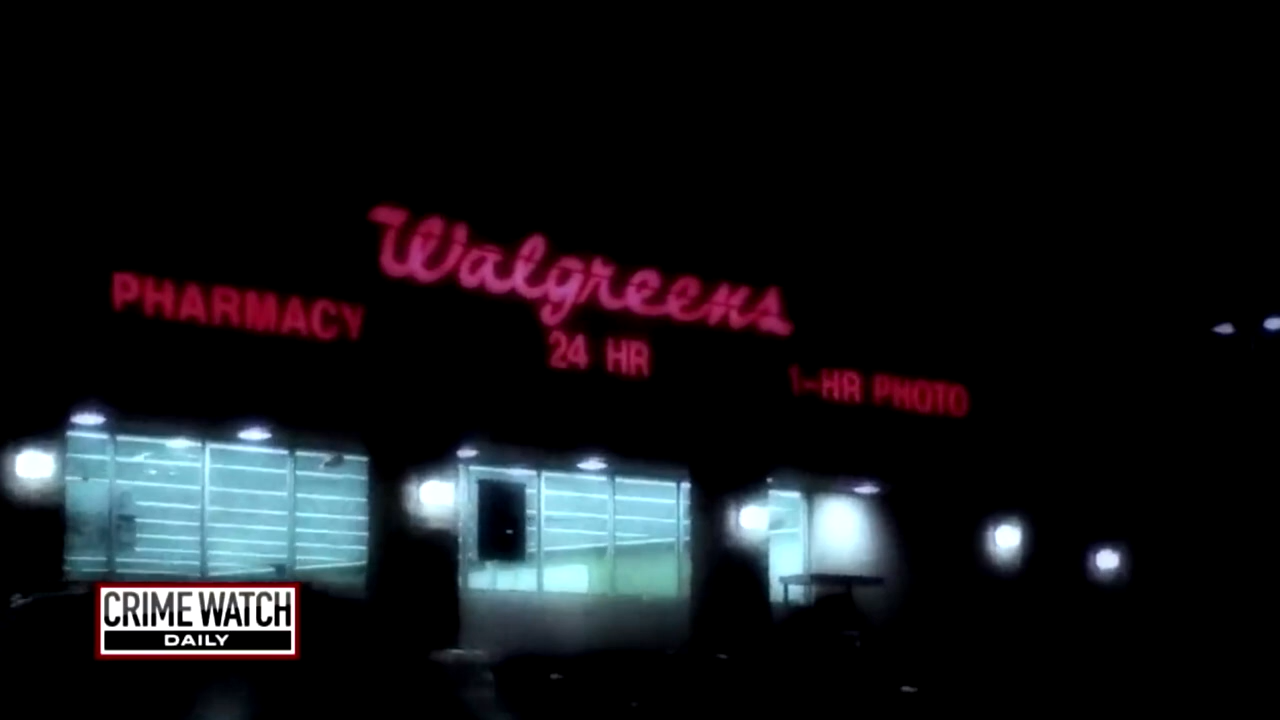 Walgreens
PHARMACY
24 HR
1-HR PHOTO
CRIME WATCH
DAILY